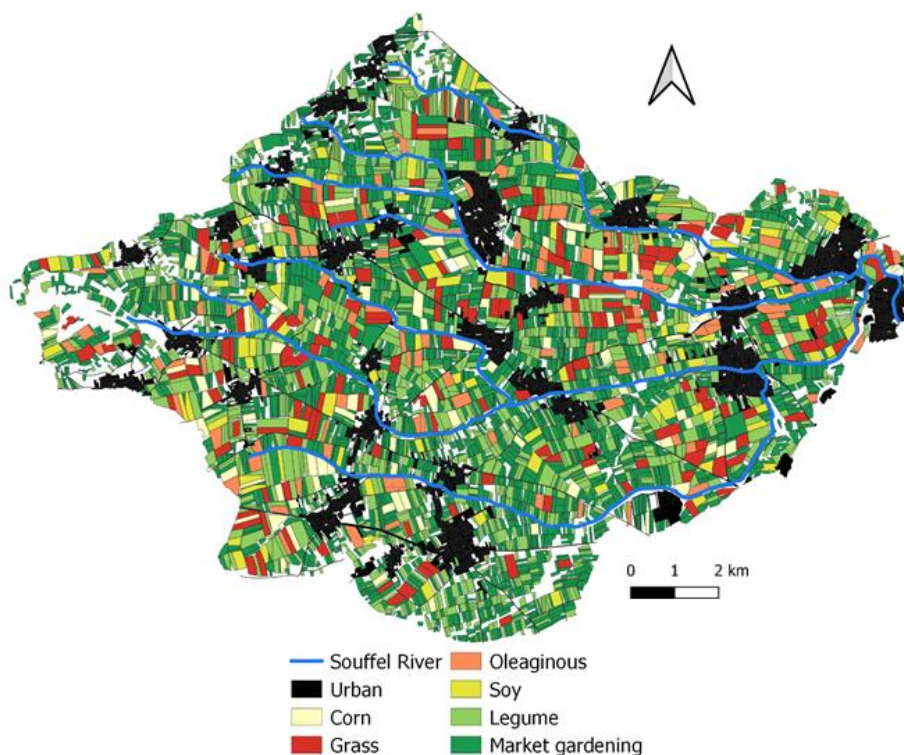 0 1 2 km
Souffel River
Urban
Corn
Grass
Oleaginous
Soy
Legume
Market gardening